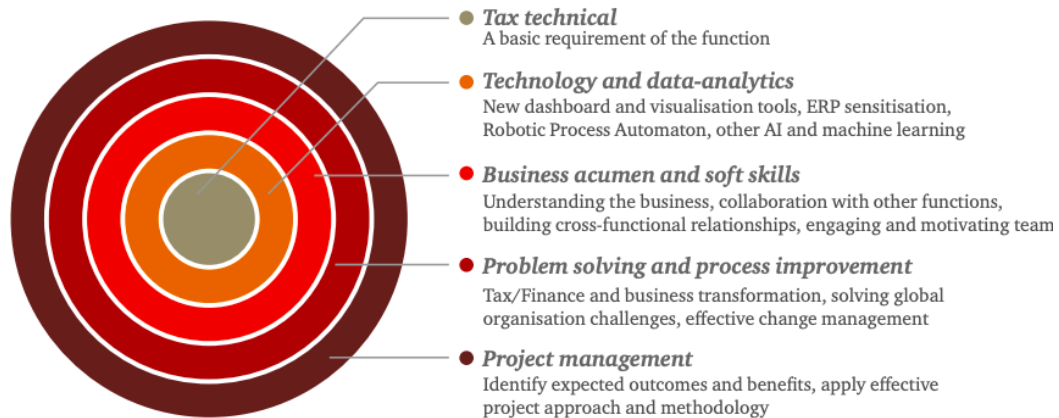 Tax technical
A basic requirement of the function
Technology and data-analytics
New dashboard and visualisation tools, ERP sensitisation,
Robotic Process Automaton, other AI and machine learning
Business acumen and soft skills
Understanding the business, collaboration with other functions,
building cross-functional relationships, engaging and motivating team
Problem solving and process improvement
Tax/Finance and business transformation, solving global
organisation challenges, effective change management
Project management
Identify expected outcomes and benefits, apply effective
project approach and methodology